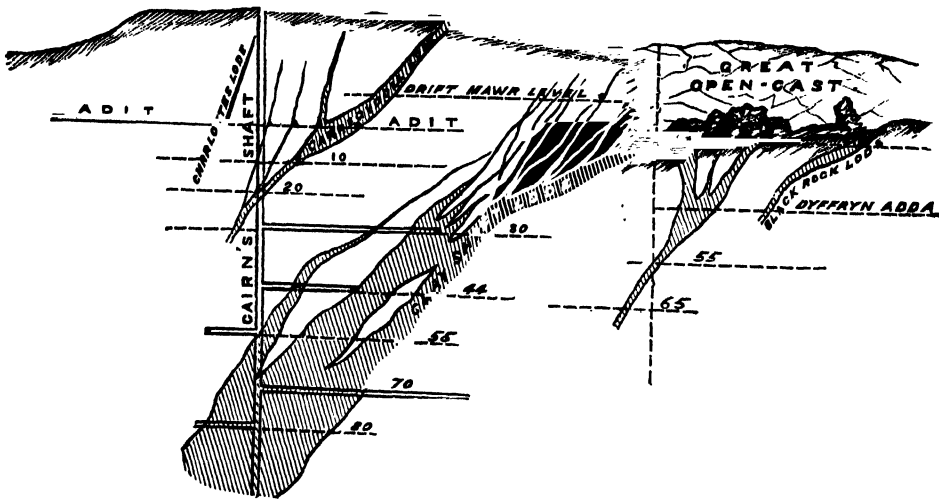 GREAT
OPEN-CAST
CHARLOTTE LODE
CAIRN'S SHAFT
DRIFT MAWR LEVEL
ADIT
ADIT
10
20
BLACK ROCK LODE
DYFFRYN ADDA
30
55
44
65
55
70
80